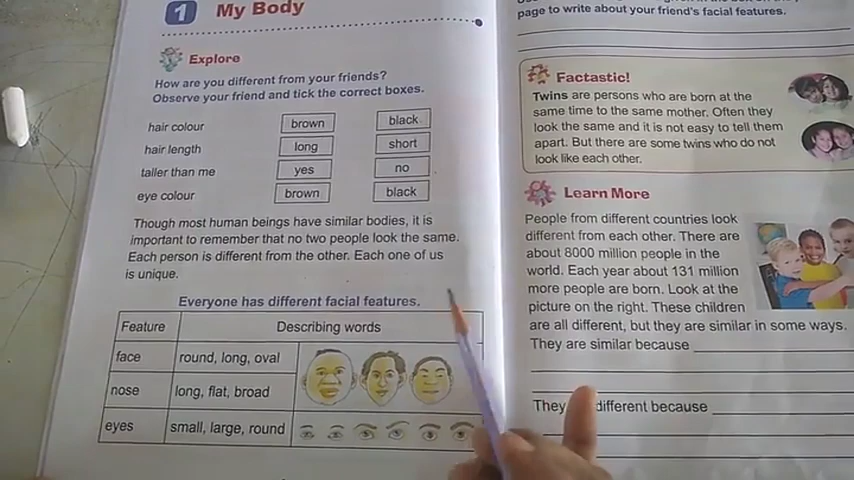 1 My Body
Explore
How are you different from your friends?
Observe your friend and tick the correct boxes.
hair colour brown black
hair length long short
taller than me yes no
eye colour brown black
Though most human beings have similar bodies, it is
important to remember that no two people look the same.
Each person is different from the other. Each one of us
is unique.
Everyone has different facial features.
Feature Describing words
face round, long, oval
nose long, flat, broad
eyes small, large, round
page to write about your friend's facial features.
Factastic!
Twins are persons who are born at the
same time to the same mother. Often they
look the same and it is not easy to tell them
apart. But there are some twins who do not
look like each other.
Learn More
People from different countries look
different from each other. There are
about 8000 million people in the
world. Each year about 131 million
more people are born. Look at the
picture on the right. These children
are all different, but they are similar in some ways.
They are similar because
They different because